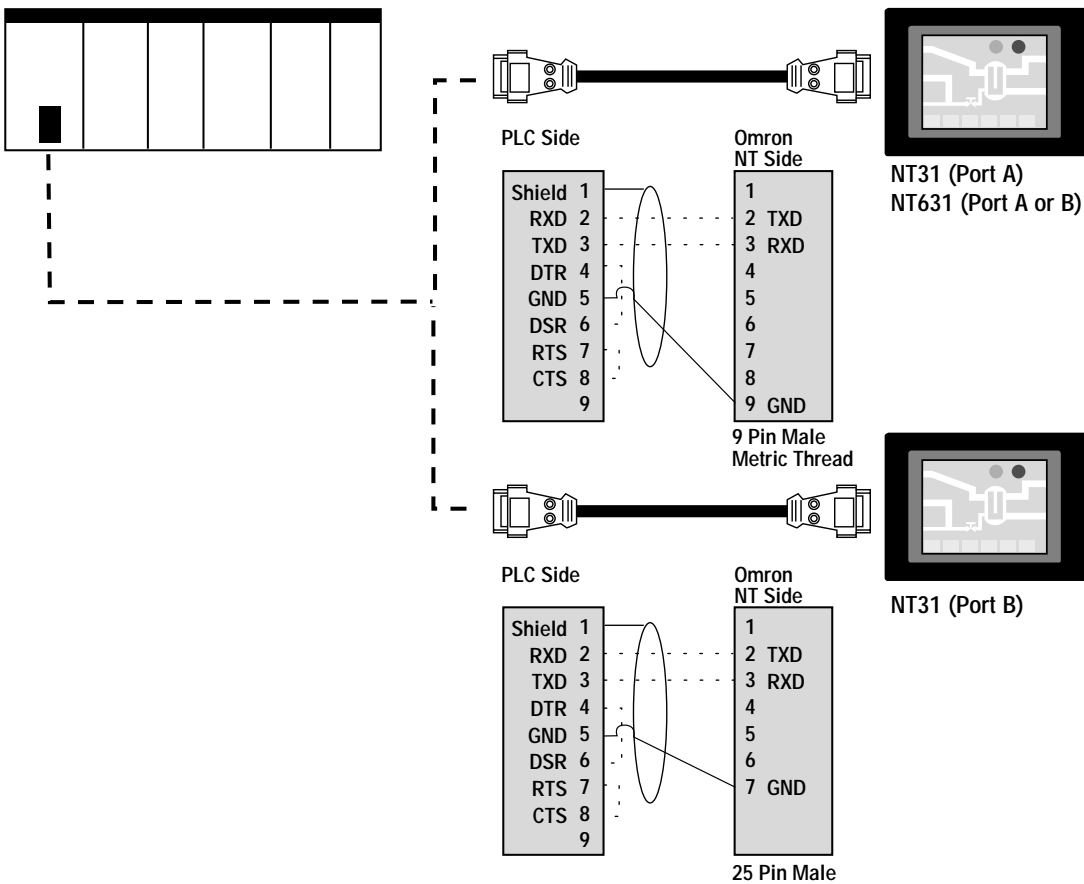 PLC Side
Omron
NT Side
NT31 (Port A)
NT631 (Port A or B)
Shield 1
RXD 2
TXD 3
DTR 4
GND 5
DSR 6
RTS 7
CTS 8
9
1
2 TXD
3 RXD
4
5
6
7
8
9 GND
9 Pin Male
Metric Thread
PLC Side
Omron
NT Side
NT31 (Port B)
Shield 1
RXD 2
TXD 3
DTR 4
GND 5
DSR 6
RTS 7
CTS 8
9
1
2 TXD
3 RXD
4
5
6
7 GND
25 Pin Male